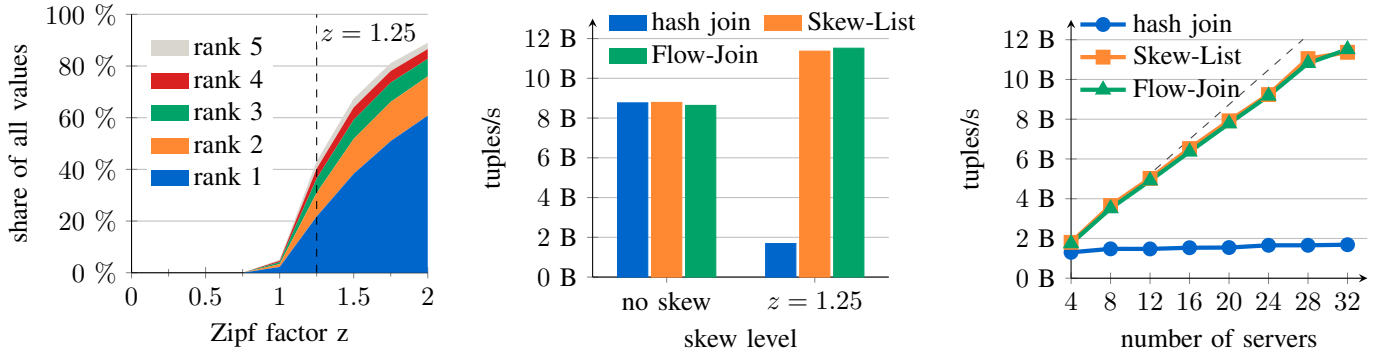 share of all values
100 %
80 %
60 %
40 %
20 %
0 %
z = 1.25
rank 5
rank 4
rank 3
rank 2
rank 1
0
0.5
1
1.5
2
Zipf factor z
tuples/s
12 B
10 B
8 B
6 B
4 B
2 B
0 B
hash join
Skew-List
Flow-Join
no skew
z = 1.25
skew level
tuples/s
12 B
10 B
8 B
6 B
4 B
2 B
0 B
hash join
Skew-List
Flow-Join
4
8
12
16
20
24
28
32
number of servers